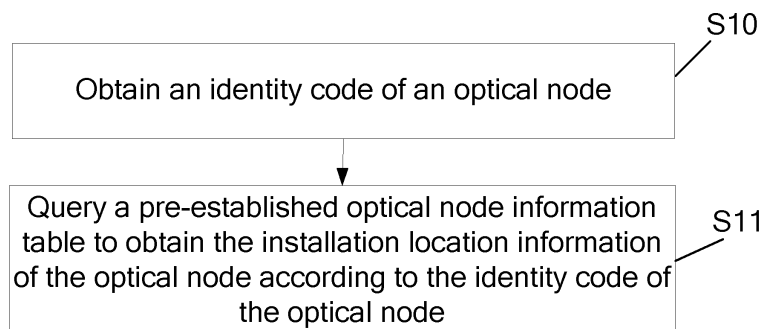 S10
Obtain an identity code of an optical node
Query a pre-established optical node information
table to obtain the installation location information
of the optical node according to the identity code of
the optical node
S11